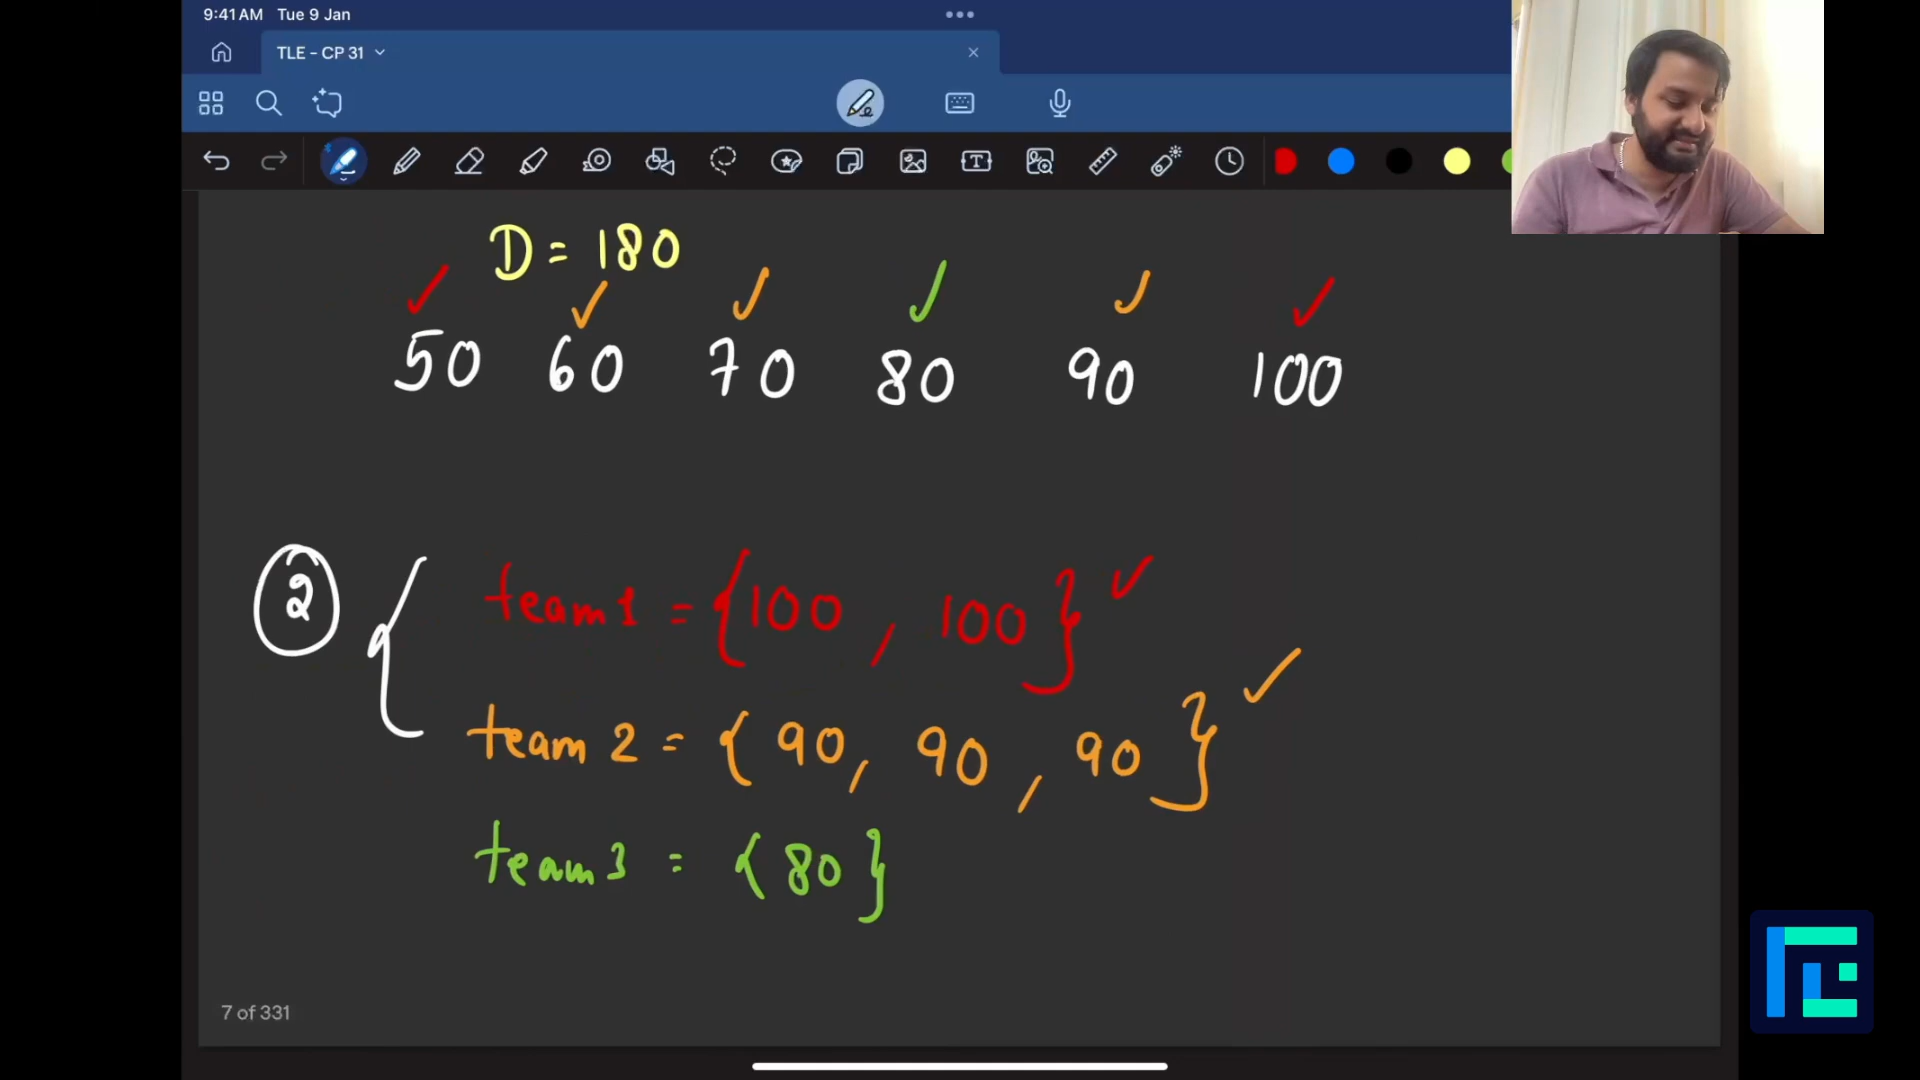 9:41 AM Tue 9 Jan
TLE - CP 31
D = 180
50 60 70 80 90 100
2
team 1 = {100, 100}
team 2 = {90, 90, 90}
team 3 = {80}
7 of 331